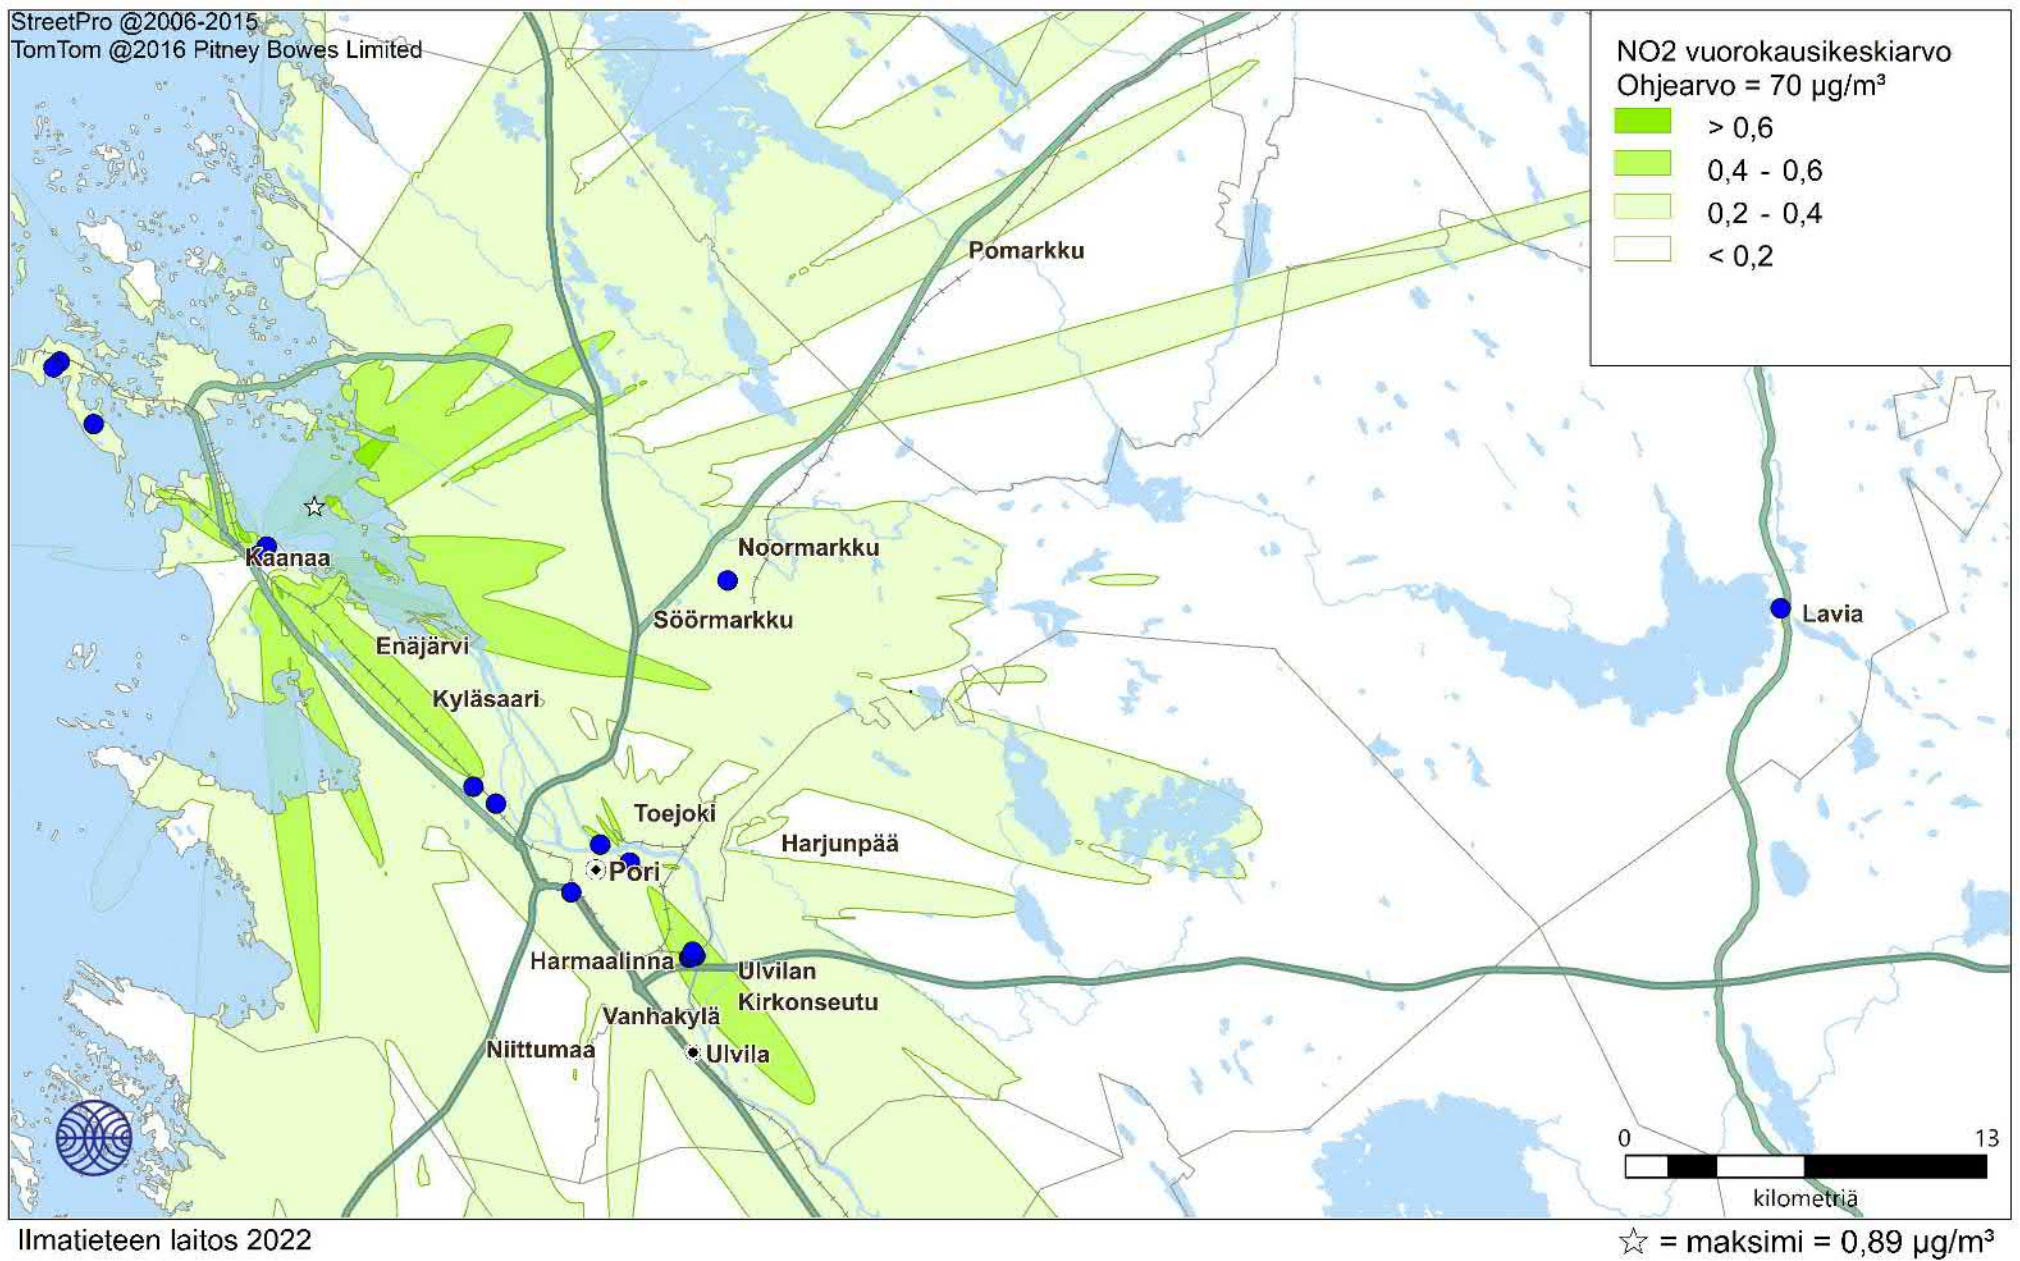 StreetPro @2006-2015
TomTom @2016 Pitney Bowes Limited
NO2 vuorokausikeskiarvo
Ohjearvo = 70 µg/m³
> 0,6
0,4 - 0,6
0,2 - 0,4
< 0,2
Pomarkku
Noormarkku
Kaanaa
Söörmarkku
Lavia
Enäjärvi
Kyläsaari
Toejoki
Harjunpää
Pori
Harmaalinna
Ulvilan
Kirkonseutu
Vanhakylä
Niittumaa
Ulvila
0 13
kilometriä
Ilmatieteen laitos 2022
☆ = maksimi = 0,89 µg/m³